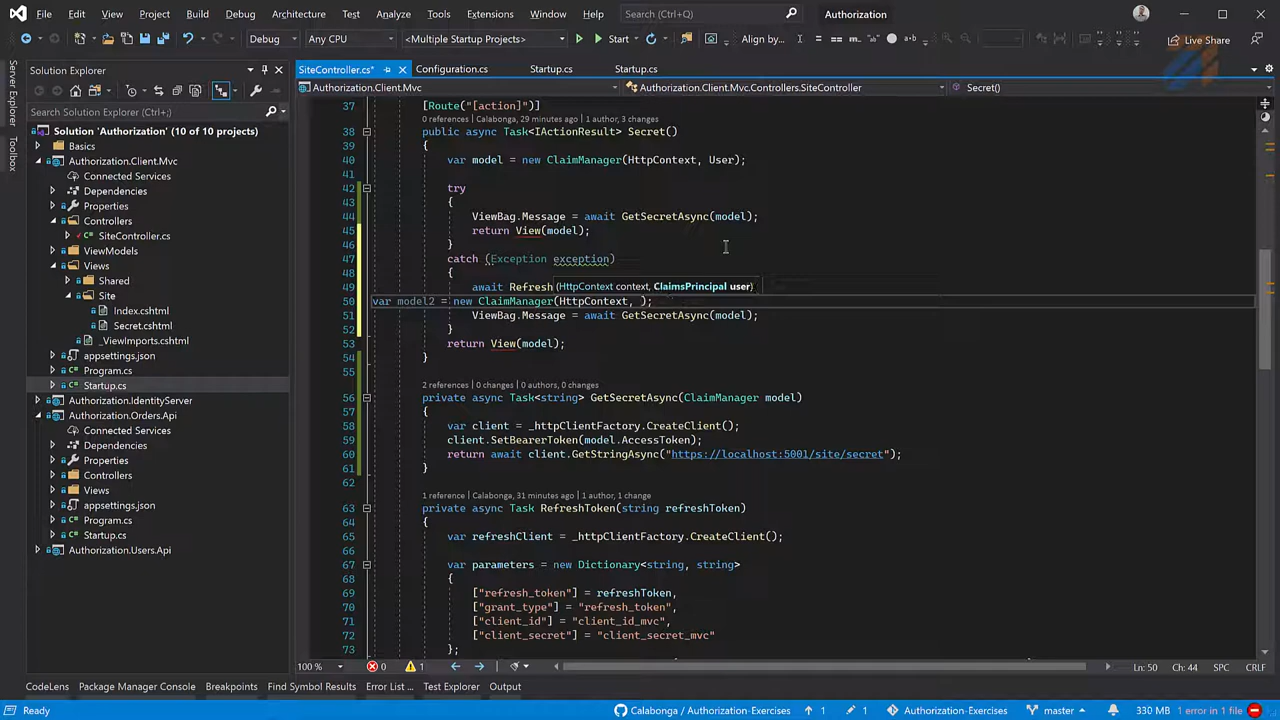 File Edit View Git Project Build Debug Architecture Test Analyze Tools Extensions Window Help Search (Ctrl+Q) Authorization
Debug Any CPU <Multiple Startup Projects> Start Align by... Live Share
Server Explorer
Toolbox
Solution Explorer
Search Solution Explorer (Ctrl+;)
Solution 'Authorization' (10 of 10 projects)
Basics
Authorization.Client.Mvc
Connected Services
Dependencies
Properties
Controllers
SiteController.cs
ViewModels
Views
Shared
Site
Index.cshtml
Secret.cshtml
_ViewImports.cshtml
appsettings.json
Program.cs
Startup.cs
Authorization.IdentityServer
Authorization.Orders.Api
Connected Services
Dependencies
Properties
Controllers
Views
appsettings.json
Program.cs
Startup.cs
Authorization.Users.Api
SiteController.cs* Configuration.cs Startup.cs Startup.cs
Authorization.Client.Mvc Authorization.Client.Mvc.Controllers.SiteController Secret()
37 [Route("[action]")]
0 references | Calabonga, 29 minutes ago | 1 author, 3 changes
38 public async Task<IActionResult> Secret()
39 {
40 var model = new ClaimManager(HttpContext, User);
41
42 try
43 {
44 ViewBag.Message = await GetSecretAsync(model);
45 return View(model);
46 }
47 catch (Exception exception)
48 {
49 await Refresh (HttpContext context, ClaimsPrincipal user)
50 var model2 = new ClaimManager(HttpContext, );
51 ViewBag.Message = await GetSecretAsync(model);
52 }
53 return View(model);
54 }
55
2 references | 0 changes | 0 authors, 0 changes
56 private async Task<string> GetSecretAsync(ClaimManager model)
57 {
58 var client = _httpClientFactory.CreateClient();
59 client.SetBearerToken(model.AccessToken);
60 return await client.GetStringAsync("https://localhost:5001/site/secret");
61 }
62
1 reference | Calabonga, 31 minutes ago | 1 author, 1 change
63 private async Task RefreshToken(string refreshToken)
64 {
65 var refreshClient = _httpClientFactory.CreateClient();
66
67 var parameters = new Dictionary<string, string>
68 {
69 ["refresh_token"] = refreshToken,
70 ["grant_type"] = "refresh_token",
71 ["client_id"] = "client_id_mvc",
72 ["client_secret"] = "client_secret_mvc"
73 };
100 % 0 1 Ln: 50 Ch: 44 SPC CRLF
CodeLens Package Manager Console Breakpoints Find Symbol Results Error List ... Test Explorer Output
Ready Calabonga / Authorization-Exercises 1 1 Authorization-Exercises master 330 MB 1 error in 1 file